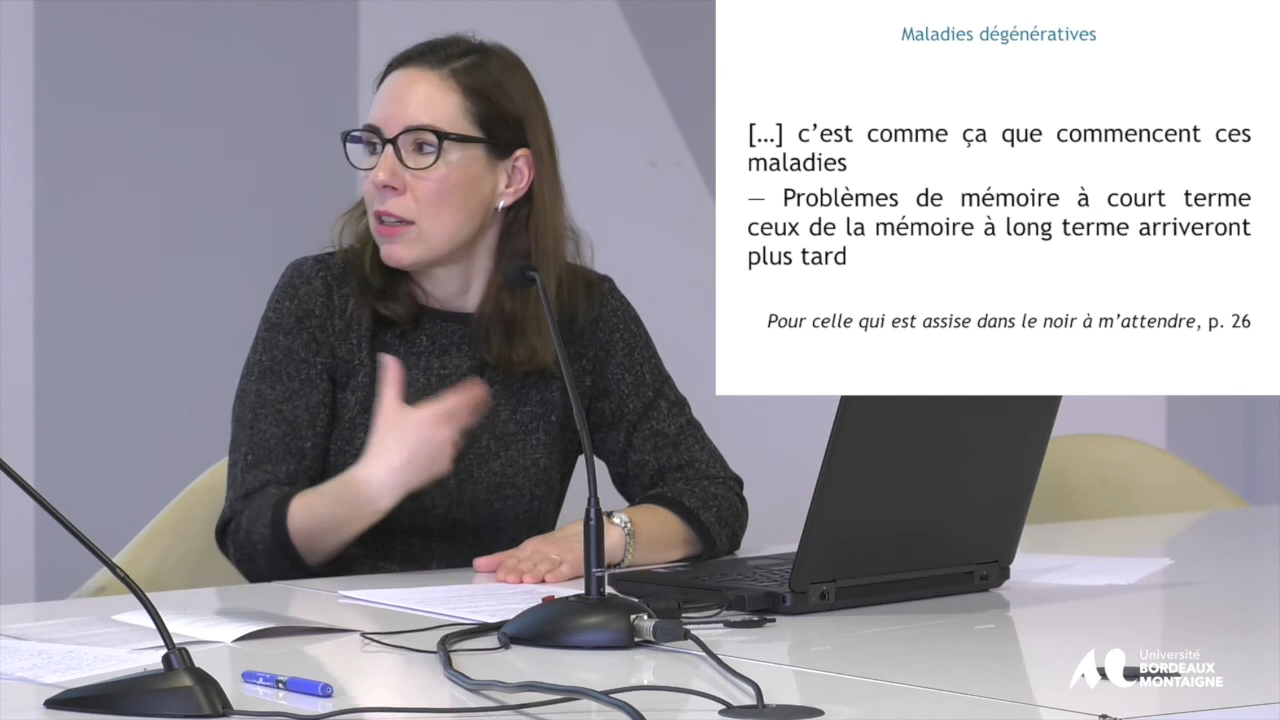 Maladies dégénératives
[…] c’est comme ça que commencent ces
maladies
— Problèmes de mémoire à court terme
ceux de la mémoire à long terme arriveront
plus tard
Pour celle qui est assise dans le noir à m’attendre, p. 26
Université
BORDEAUX
MONTAIGNE